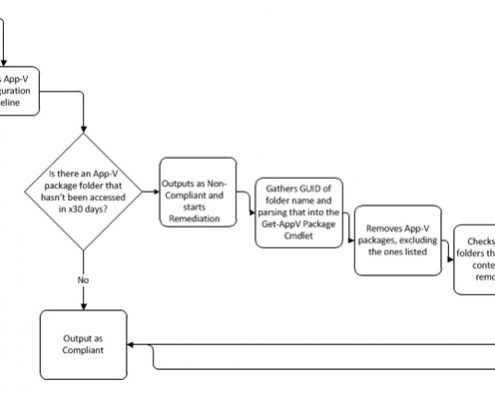 App-V
eline
Is there an App-V
package folder that
hasn't been accessed
in x30 days?
Outputs as Non-
Compliant and
starts
Remediation
Gathers GUID of
folder name and
parsing that into the
Get-AppV Package
Cmdlet
Removes App-V
packages, excluding
the ones listed
Checks
folders th
conte
remo
No
Output as
Compliant